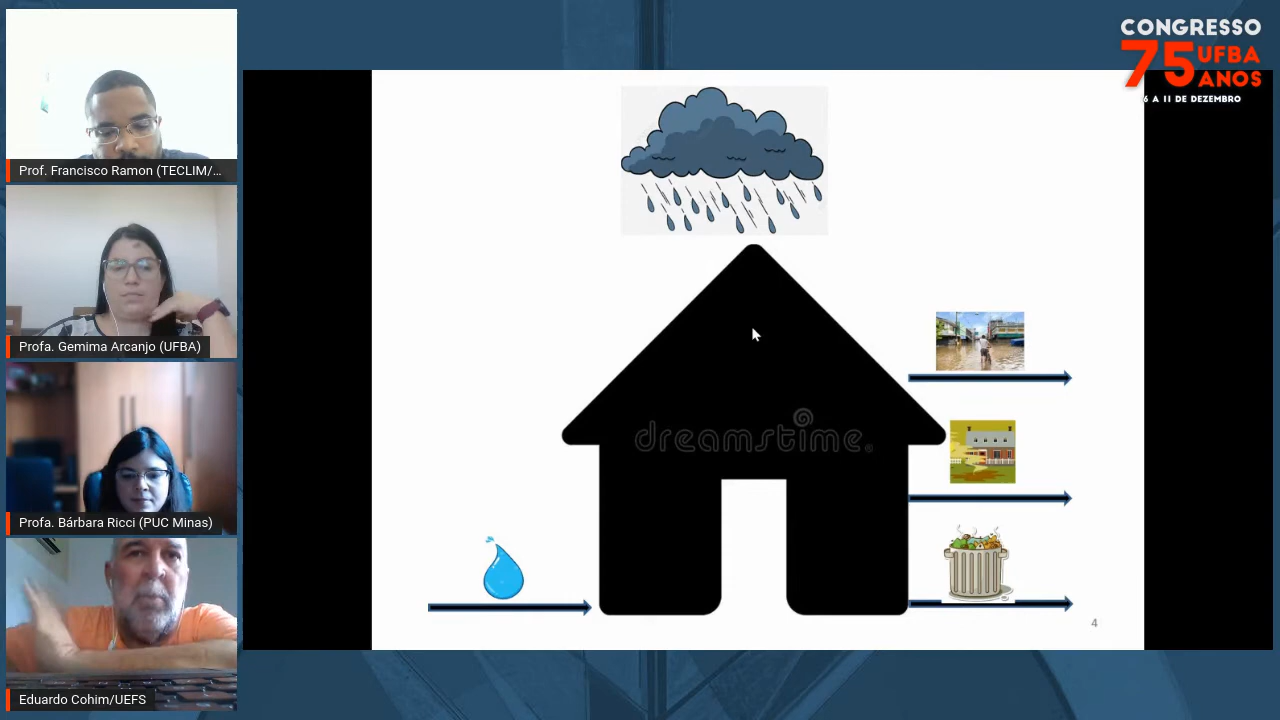 CONGRESSO
75 UFBA
ANOS
6 A 11 DE DEZEMBRO
Prof. Francisco Ramon (TECLIM/...
Profa. Gemima Arcanjo (UFBA)
dreamstime.
Profa. Bárbara Ricci (PUC Minas)
4
Eduardo Cohim/UEFS